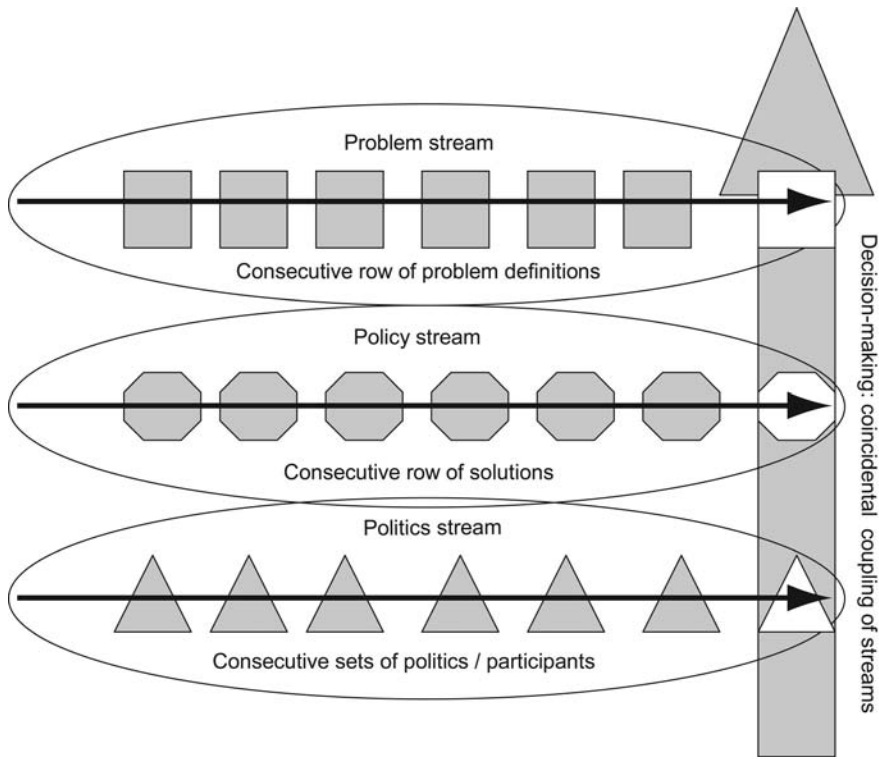 Problem stream
Consecutive row of problem definitions
Policy stream
Consecutive row of solutions
Politics stream
Consecutive sets of politics / participants
Decision-making: coincidental coupling of streams